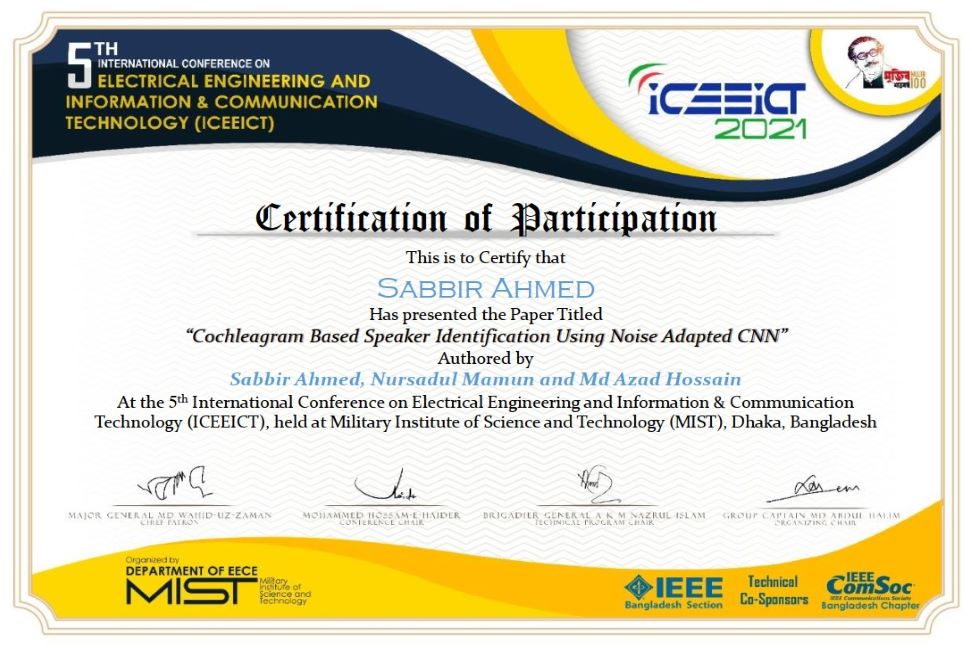 5TH
INTERNATIONAL CONFERENCE ON
ELECTRICAL ENGINEERING AND
INFORMATION & COMMUNICATION
TECHNOLOGY (ICEEICT)
iCEEiCT
2021
মুজিব
শতবর্ষ
MUJIB
100
Certification of Participation
This is to Certify that
SABBIR AHMED
Has presented the Paper Titled
“Cochleagram Based Speaker Identification Using Noise Adapted CNN”
Authored by
Sabbir Ahmed, Nursadul Mamun and Md Azad Hossain
At the 5th International Conference on Electrical Engineering and Information & Communication
Technology (ICEEICT), held at Military Institute of Science and Technology (MIST), Dhaka, Bangladesh
MAJOR GENERAL MD WAHID-UZ-ZAMAN
CHIEF PATRON
MOHAMMED HOSSAM-E-HAIDER
CONFERENCE CHAIR
BRIGADIER GENERAL A K M NAZRUL ISLAM
TECHNICAL PROGRAM CHAIR
GROUP CAPTAIN MD ABDUL HALIM
ORGANIZING CHAIR
Organized by
DEPARTMENT OF EECE
MIST
Military
Institute of
Science and
Technology
IEEE
Bangladesh Section
Technical
Co-Sponsors
IEEE
ComSoc
IEEE Communications Society
Bangladesh Chapter